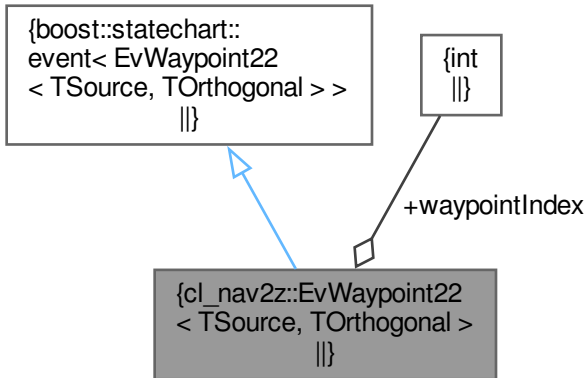 {boost::statechart::
event< EvWaypoint22
< TSource, TOrthogonal > >
||}
{int
||}
+waypointIndex
{cl_nav2z::EvWaypoint22
< TSource, TOrthogonal >
||}